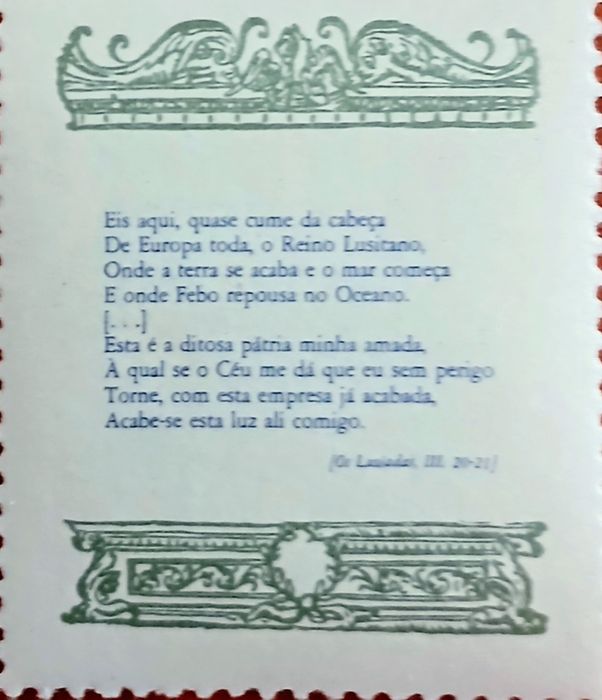 Eis aqui, quase cume da cabeça
De Europa toda, o Reino Lusitano,
Onde a terra se acaba e o mar começa
E onde Febo repousa no Oceano.
[. . .]
Esta é a ditosa pátria minha amada,
À qual se o Céu me dá que eu sem perigo
Torne, com esta empresa já acabada,
Acabe-se esta luz ali comigo.
[Os Lusíadas, III. 20-21]